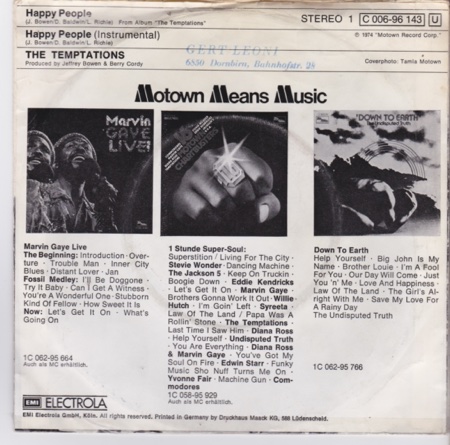 Happy People
(J. Bowen/D. Baldwin/L. Richie) From Album "The Temptations"
STEREO 1 C 006-96 143 U
Happy People (Instrumental)
(J. Bowen/D. Baldwin/L. Richie)
℗ 1974 "Motown Record Corp."
THE TEMPTATIONS
GERT LEONI
6850 Dornbirn, Bahnhofstr. 28
Produced by Jeffrey Bowen & Berry Gordy
Coverphoto: Tamla Motown
Motown Means Music
Marvin
GAYE
LIVE!
'DOWN TO EARTH'
Undisputed Truth
Marvin Gaye Live
The Beginning: Introduction · Over-
ture · Trouble Man · Inner City
Blues · Distant Lover · Jan
Fossil Medley: I'll Be Doggone ·
Try It Baby · Can I Get A Witness ·
You're A Wonderful One · Stubborn
Kind Of Fellow · How Sweet It Is
Now: Let's Get It On · What's
Going On
1C 062-95 664
Auch als MC erhältlich.
1 Stunde Super-Soul:
Superstition / Living For The City ·
Stevie Wonder · Dancing Machine ·
The Jackson 5 · Keep On Truckin ·
Boogie Down · Eddie Kendricks
· Let's Get It On · Marvin Gaye ·
Brothers Gonna Work It Out · Willie
Hutch · I'm Goin' Left · Syreeta ·
Law Of The Land / Papa Was A
Rollin' Stone · The Temptations ·
Last Time I Saw Him · Diana Ross
· Help Yourself · Undisputed Truth
· You Are Everything · Diana Ross
& Marvin Gaye · You've Got My
Soul On Fire · Edwin Starr · Funky
Music Sho Nuff Turns Me On ·
Yvonne Fair · Machine Gun · Com-
modores
1C 058-95 929
Auch als MC erhältlich.
Down To Earth
Help Yourself · Big John Is My
Name · Brother Louie · I'm A Fool
For You · Our Day Will Come · Just
You 'n' Me · Love And Happiness ·
Law Of The Land · The Girl's Al-
right With Me · Save My Love For
A Rainy Day
The Undisputed Truth
1C 062-95 766
EMI ELECTROLA
EMI Electrola GmbH, Köln. All rights reserved. Printed in Germany by Druckhaus Maack KG, 588 Lüdenscheid.